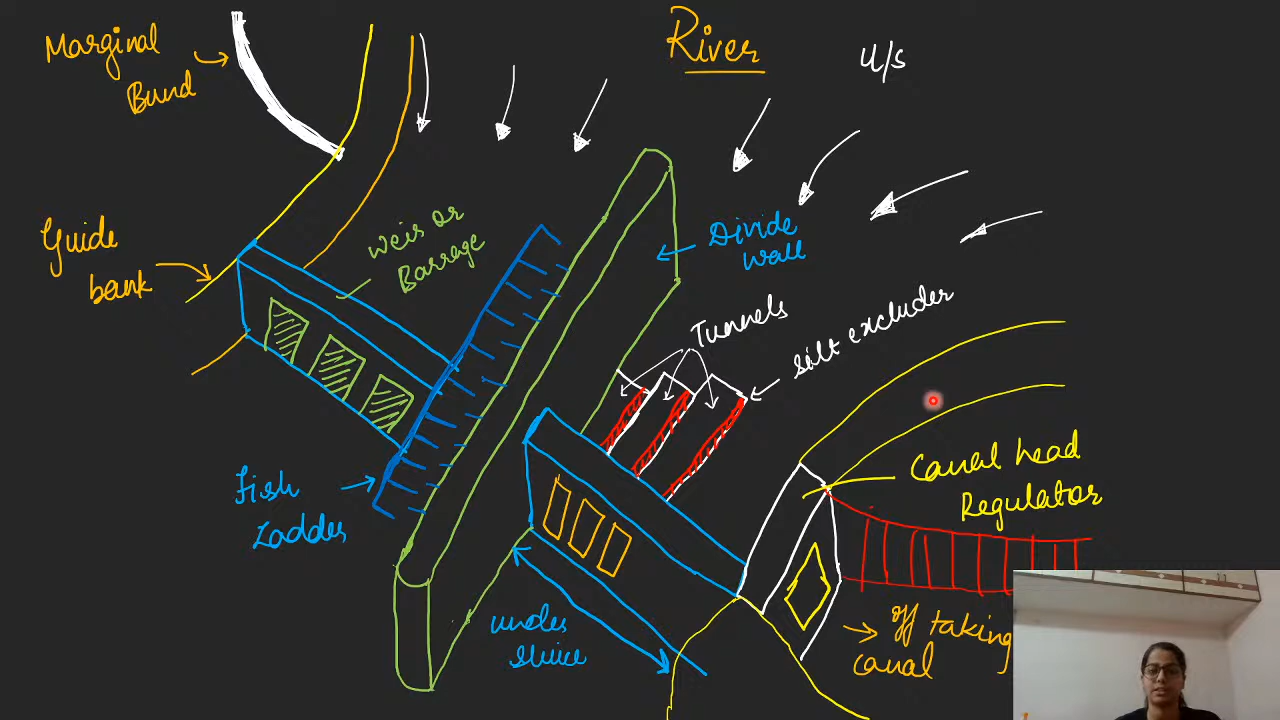 Marginal
Bund
River
U/S
Guide
bank
Weir or
Barrage
Divide
wall
Tunnels
Silt excluder
Canal head
Regulator
Fish
Ladder
under
sluice
off taking
canal